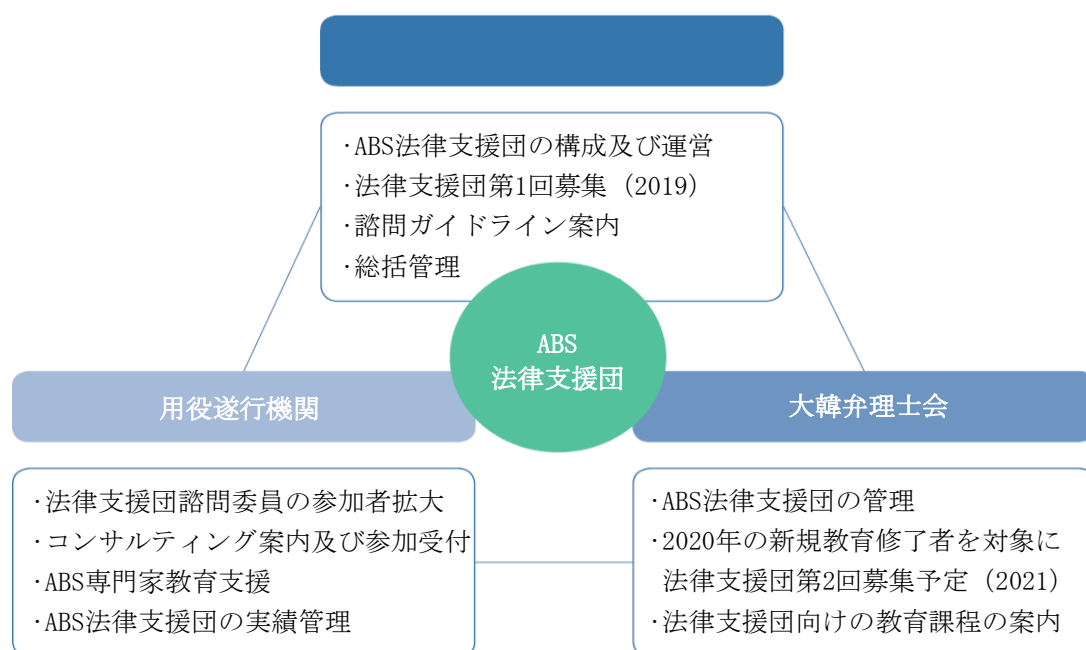 ·ABS法律支援団の構成及び運営
·法律支援団第1回募集（2019）
·諮問ガイドライン案内
·総括管理
ABS
法律支援団
用役遂行機関
·法律支援団諮問委員の参加者拡大
·コンサルティング案内及び参加受付
·ABS専門家教育支援
·ABS法律支援団の実績管理
大韓弁理士会
·ABS法律支援団の管理
·2020年の新規教育修了者を対象に
法律支援団第2回募集予定（2021）
·法律支援団向けの教育課程の案内